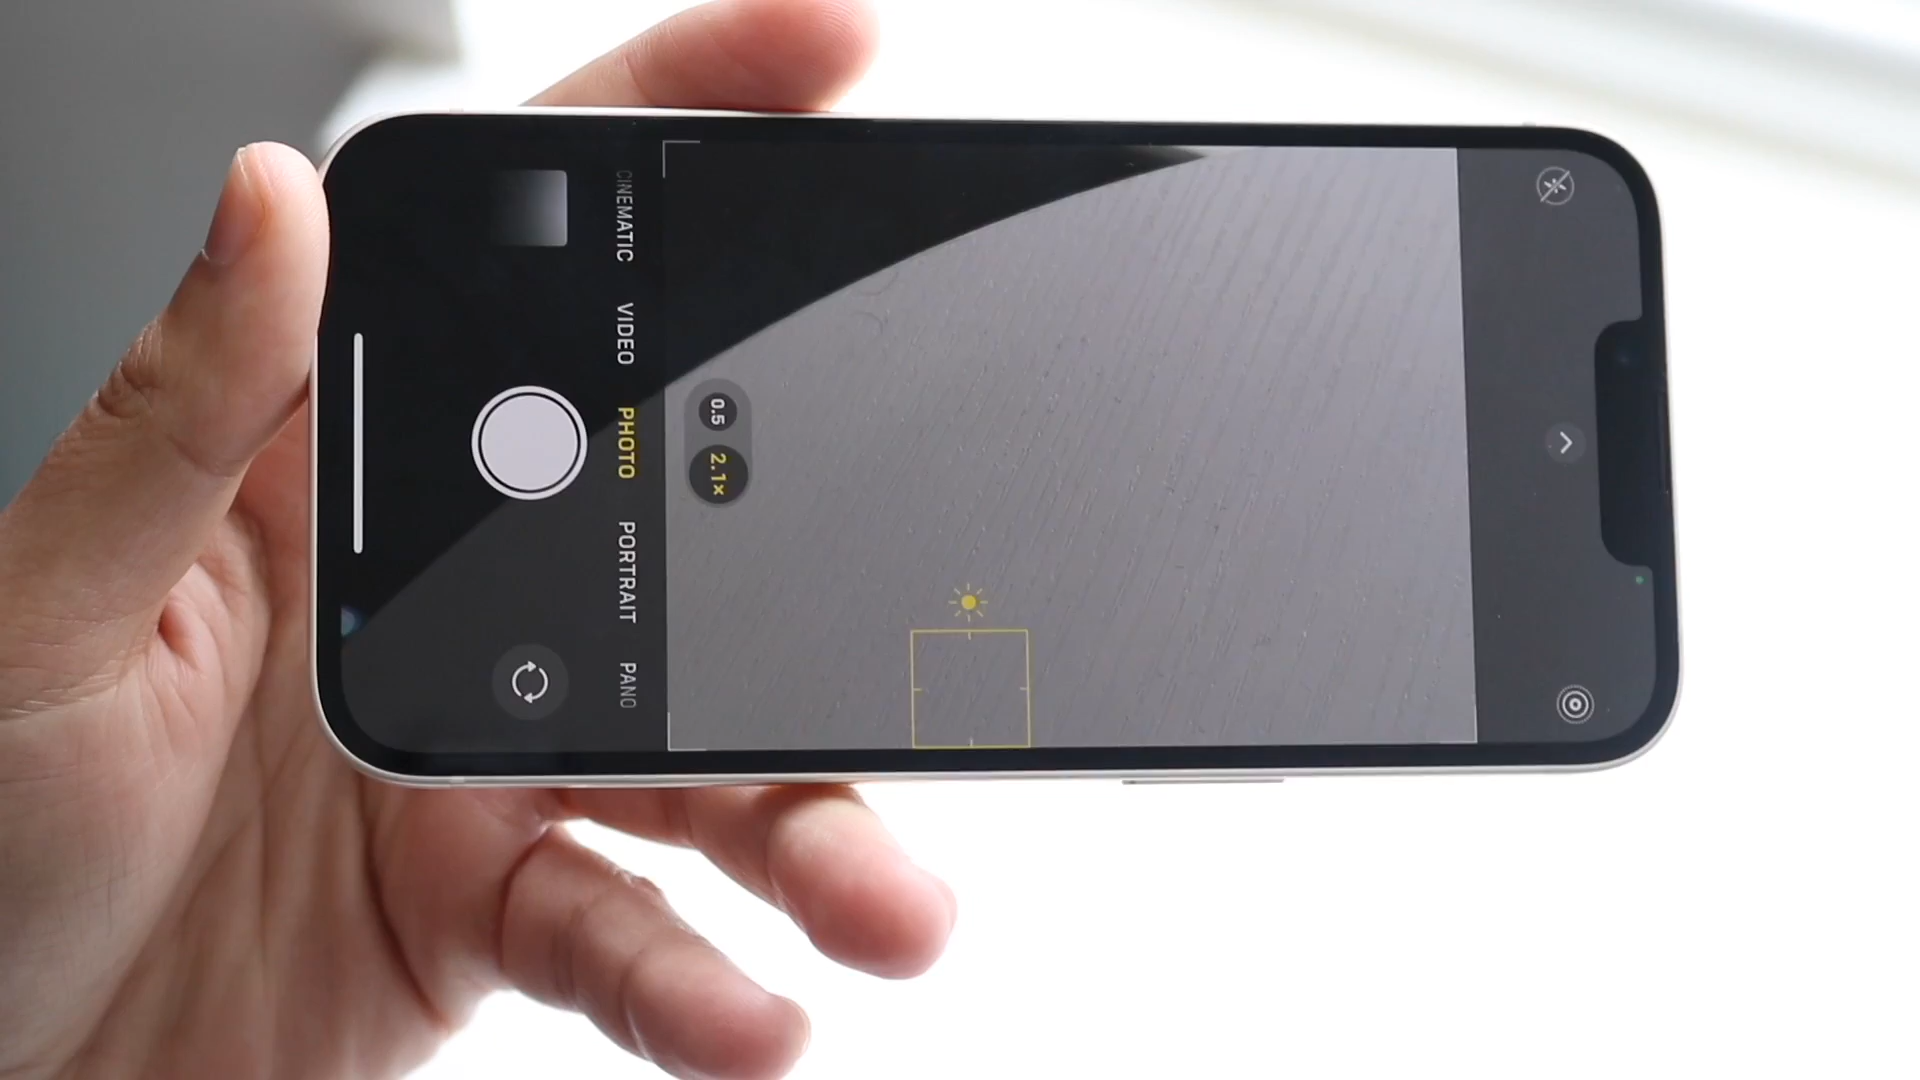 CINEMATIC
VIDEO
PHOTO
PORTRAIT
PANO
0.5
2.1×